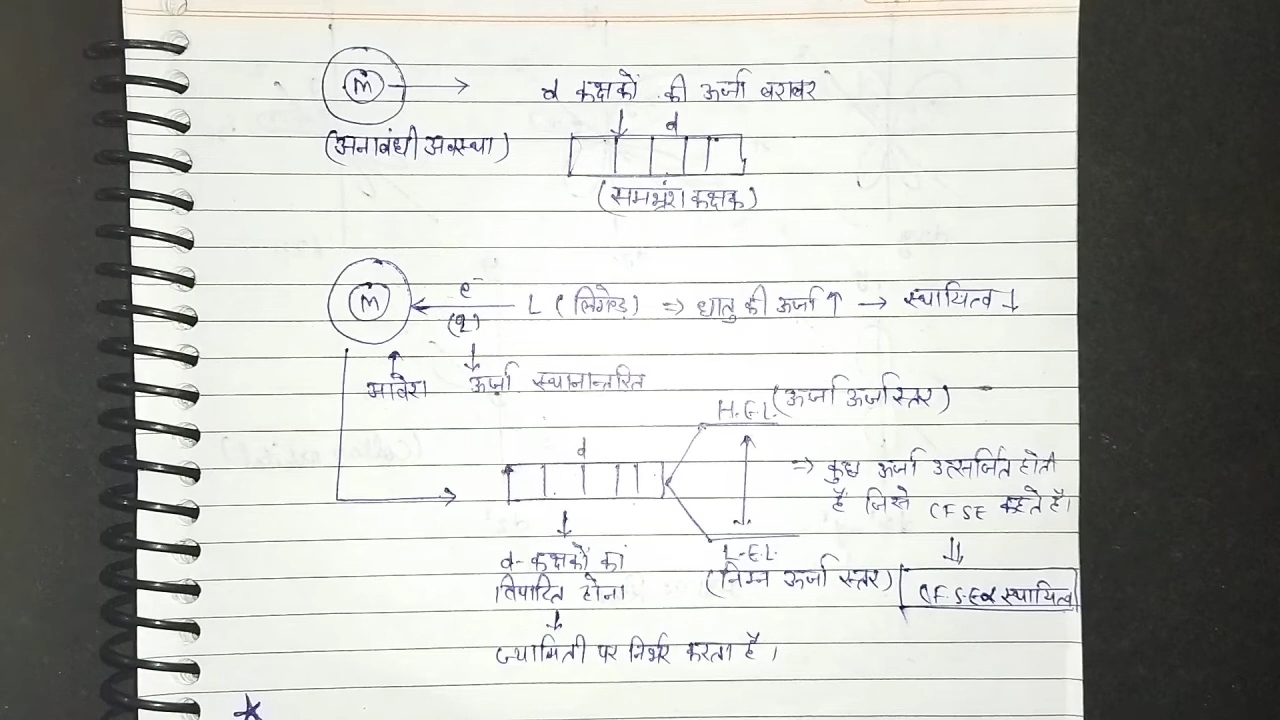 M → d कक्षकों की ऊर्जा बराबर
(अनाबंधी अवस्था) ↓ d
(समभ्रंश कक्षक)
M ← e⁻ L (लिगेंड) ⇒ धातु की ऊर्जा ↑ → स्थायित्व ↓
(q)
↑ ↓
आवेश ऊर्जा स्थानान्तरित
H.E.L. (ऊर्जा ऊर्जास्तर)
d
⇒ कुछ ऊर्जा उत्सर्जित होती
है जिसे CFSE कहते है।
↓ ⇓
d-कक्षकों का L.E.L.
विपाटित होना (निम्न ऊर्जा स्तर) CFSE∝स्थायित्व
↓
ज्यामिती पर निर्भर करता है।
★